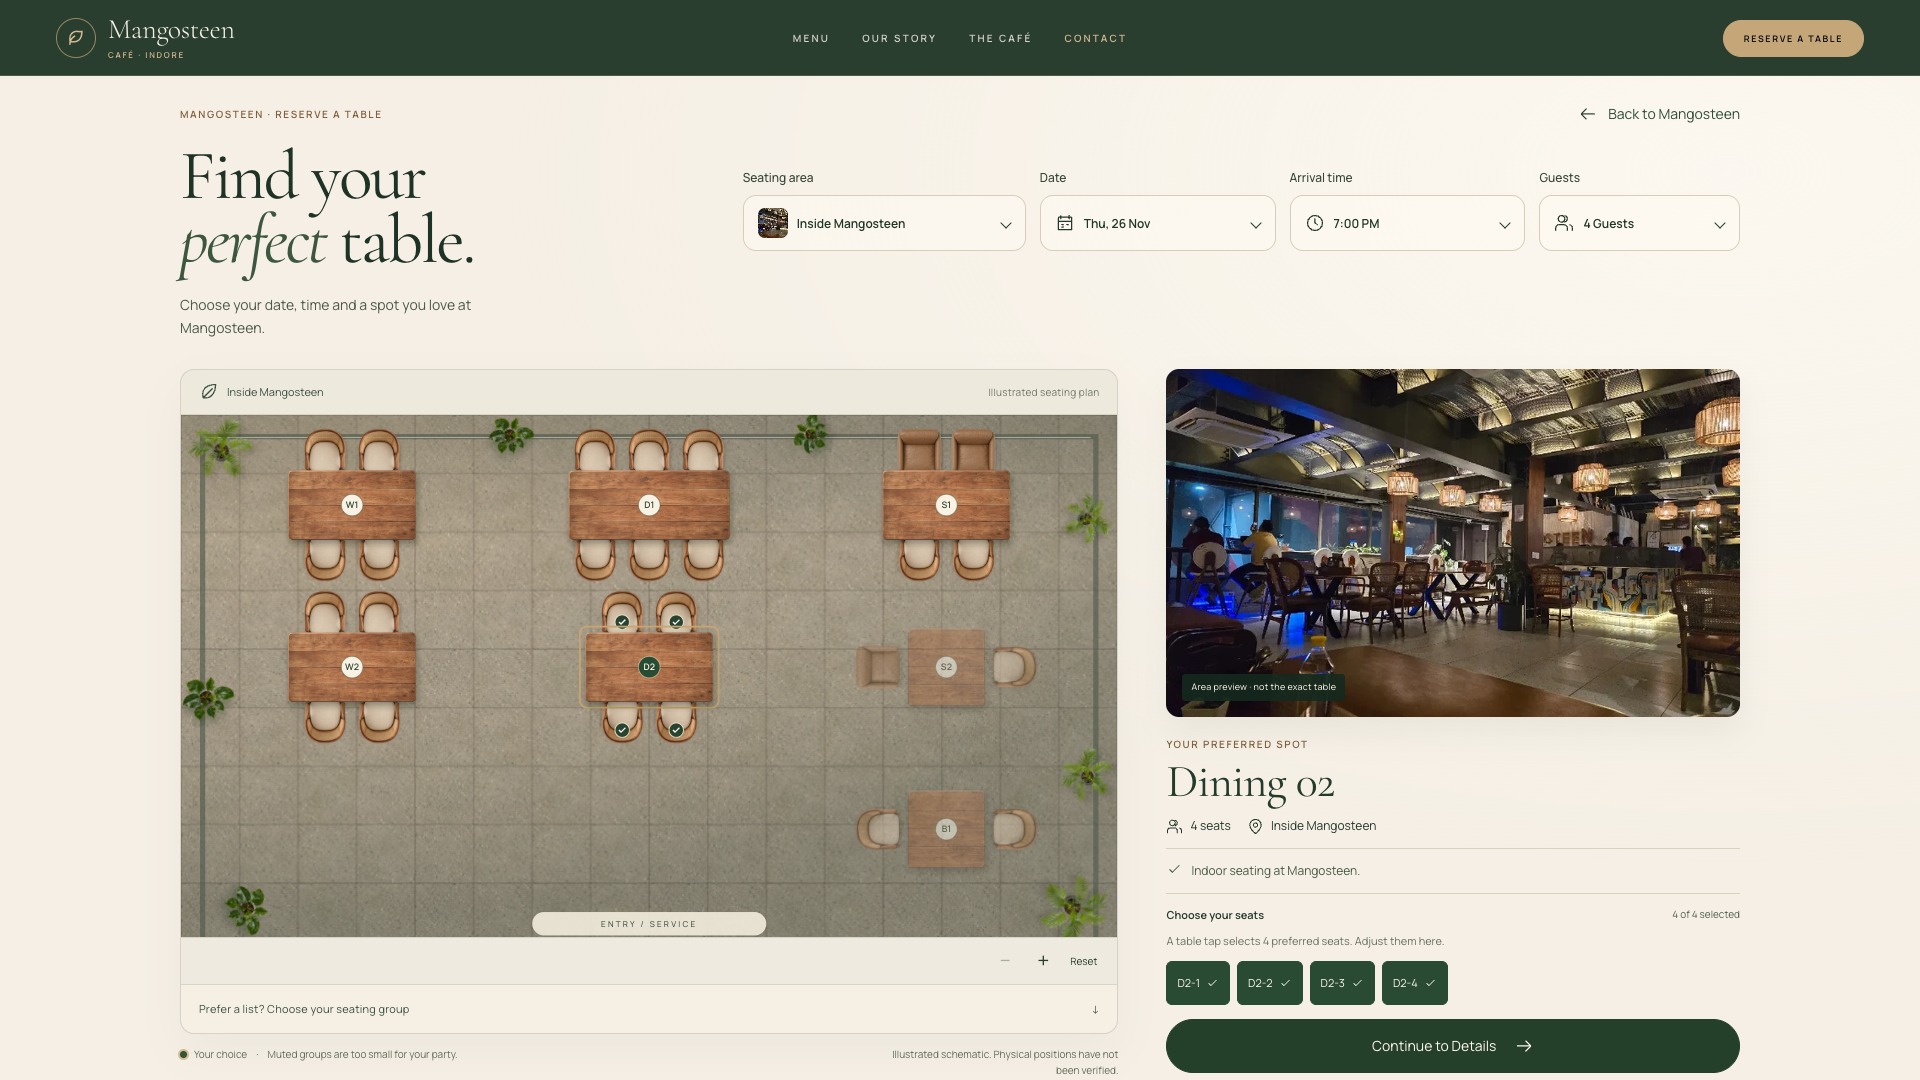 Mangosteen
CAFÉ · INDORE
MENU
OUR STORY
THE CAFÉ
CONTACT
RESERVE A TABLE
MANGOSTEEN · RESERVE A TABLE
Back to Mangosteen
Find your
perfect table.
Choose your date, time and a spot you love at
Mangosteen.
Seating area
Date
Arrival time
Guests
Inside Mangosteen
Thu, 26 Nov
7:00 PM
4 Guests
Inside Mangosteen
Illustrated seating plan
W1
D1
S1
W2
D2
S2
B1
ENTRY / SERVICE
Reset
Prefer a list? Choose your seating group
Your choice · Muted groups are too small for your party.
Illustrated schematic. Physical positions have not
been verified.
Area preview · not the exact table
YOUR PREFERRED SPOT
Dining 02
4 seats
Inside Mangosteen
Indoor seating at Mangosteen.
Choose your seats
4 of 4 selected
A table tap selects 4 preferred seats. Adjust them here.
D2-1
D2-2
D2-3
D2-4
Continue to Details